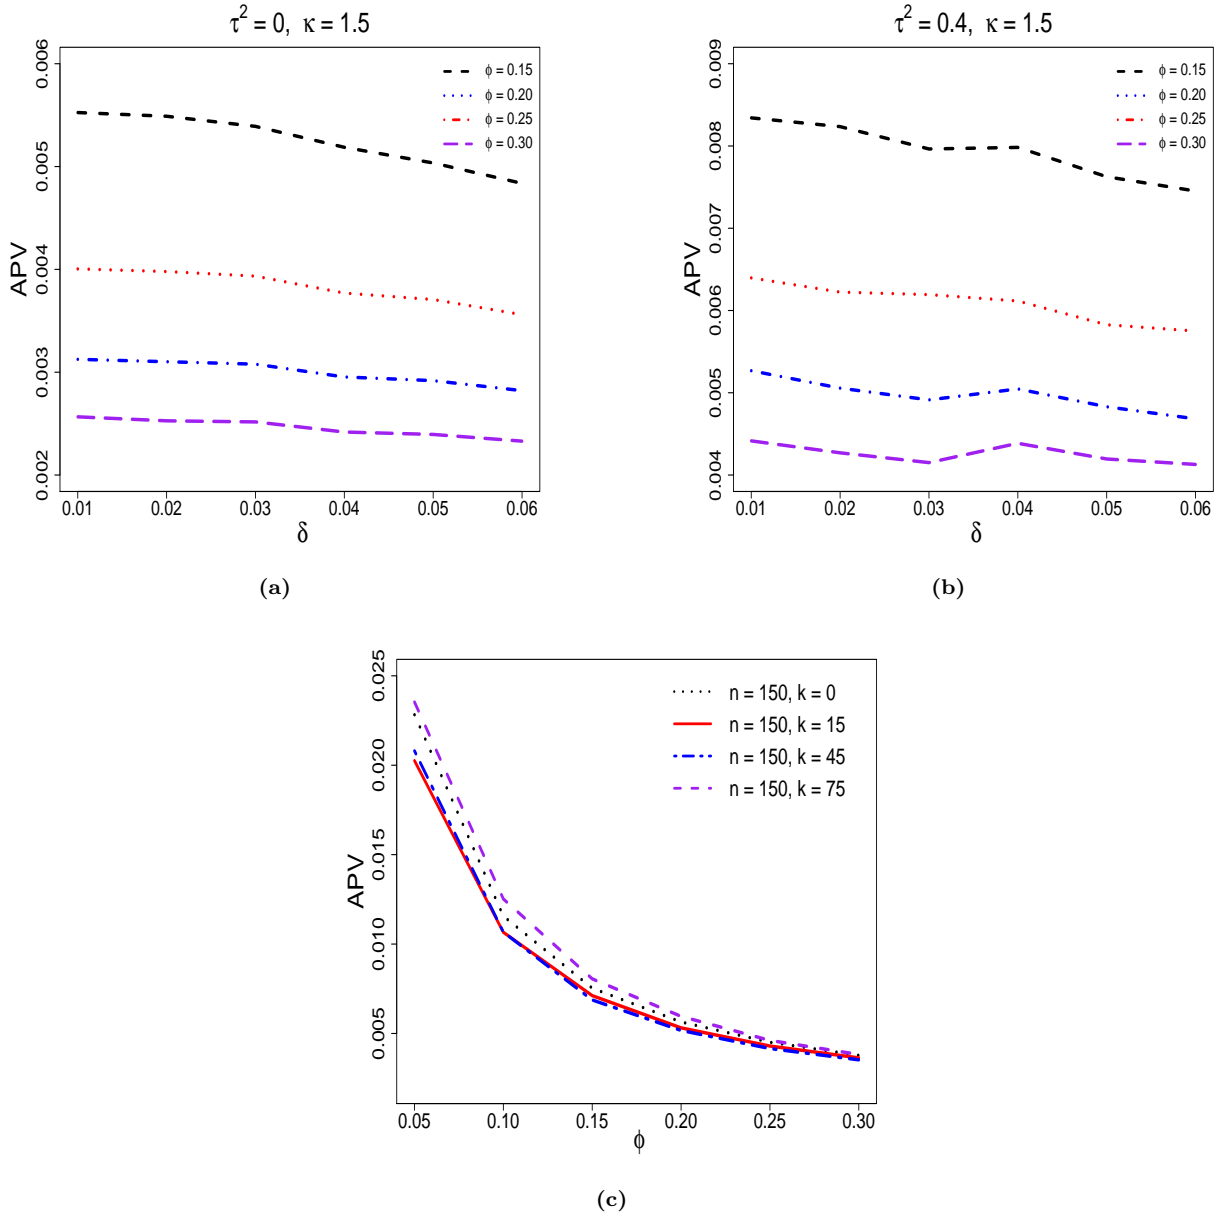 τ² = 0, κ = 1.5
APV
0.006
0.005
0.004
0.003
0.002
ϕ = 0.15
ϕ = 0.20
ϕ = 0.25
ϕ = 0.30
0.01 0.02 0.03 0.04 0.05 0.06
δ
(a)
τ² = 0.4, κ = 1.5
APV
0.009
0.008
0.007
0.006
0.005
0.004
ϕ = 0.15
ϕ = 0.20
ϕ = 0.25
ϕ = 0.30
0.01 0.02 0.03 0.04 0.05 0.06
δ
(b)
APV
0.025
0.020
0.015
0.010
0.005
n = 150, k = 0
n = 150, k = 15
n = 150, k = 45
n = 150, k = 75
0.05 0.10 0.15 0.20 0.25 0.30
ϕ
(c)